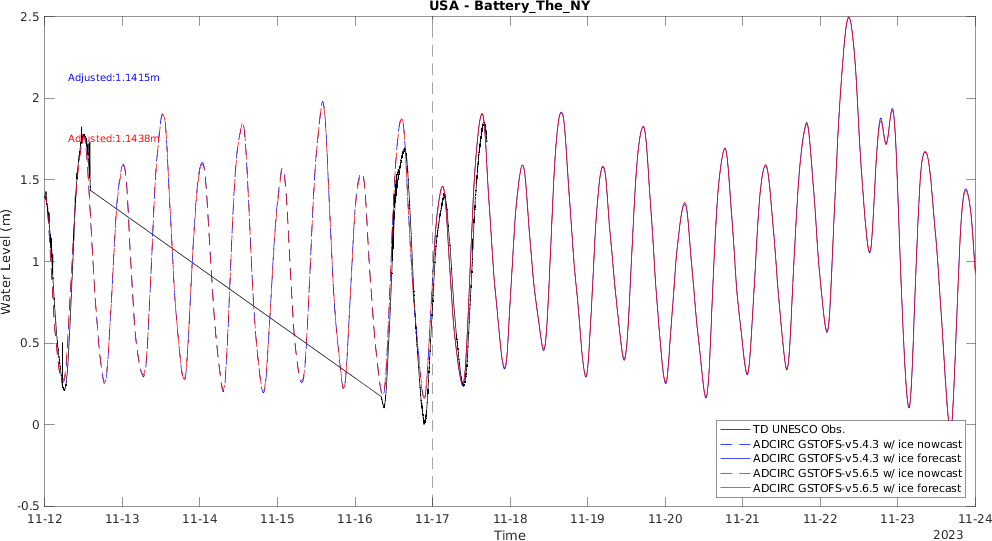 USA - Battery_The_NY
2.5
2
1.5
1
0.5
0
-0.5
Water Level (m)
Adjusted:1.1415m
Adjusted:1.1438m
TD UNESCO Obs.
ADCIRC GSTOFS-v5.4.3 w/ ice nowcast
ADCIRC GSTOFS-v5.4.3 w/ ice forecast
ADCIRC GSTOFS-v5.6.5 w/ ice nowcast
ADCIRC GSTOFS-v5.6.5 w/ ice forecast
11-12 11-13 11-14 11-15 11-16 11-17 11-18 11-19 11-20 11-21 11-22 11-23 11-24
Time
2023